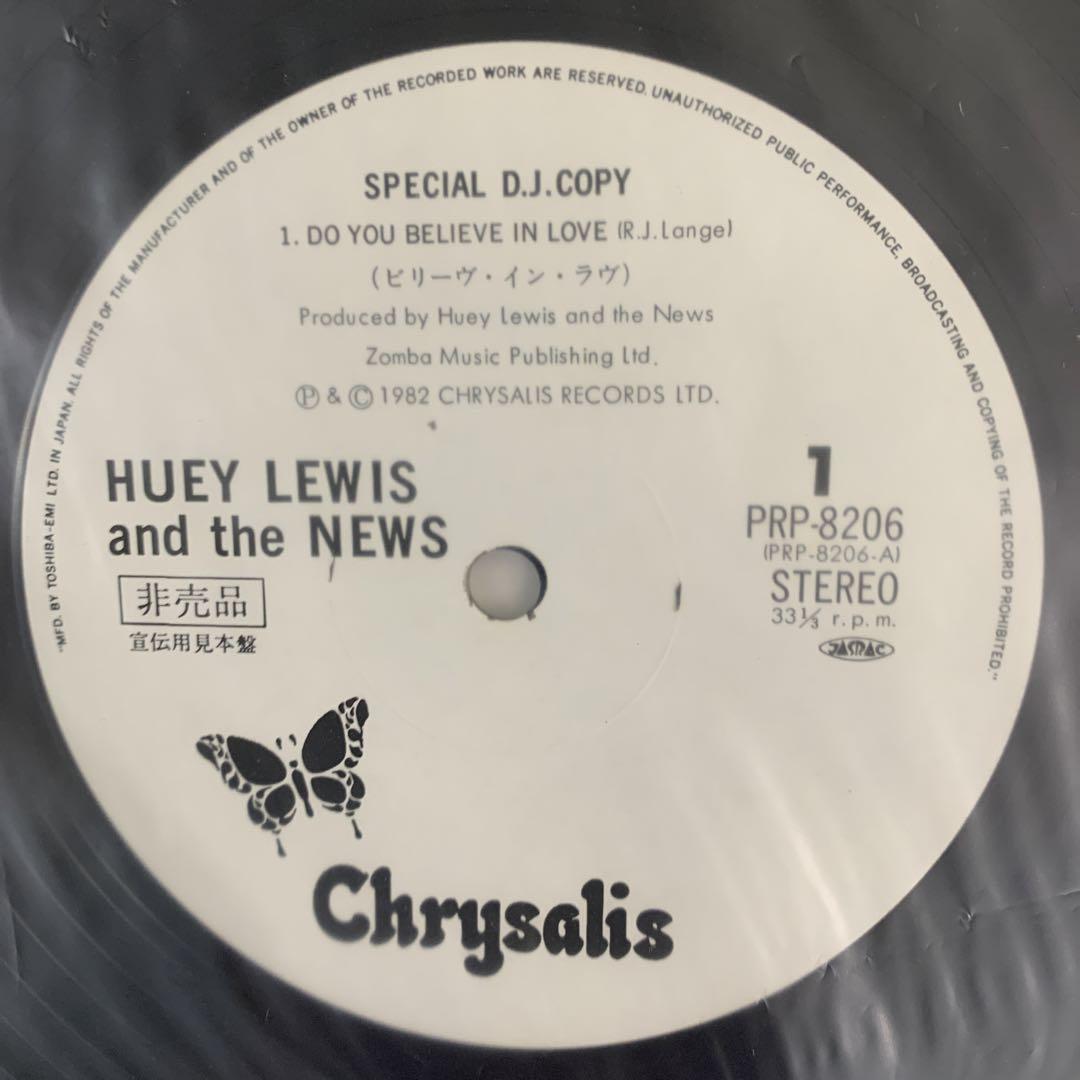 "MFD. BY TOSHIBA-EMI LTD. IN JAPAN. ALL RIGHTS OF THE MANUFACTURER AND OF THE OWNER OF THE RECORDED WORK ARE RESERVED. UNAUTHORIZED PUBLIC PERFORMANCE, BROADCASTING AND COPYING OF THE RECORD PROHIBITED."
SPECIAL D.J.COPY
1. DO YOU BELIEVE IN LOVE (R.J.Lange)
(ビリーヴ・イン・ラヴ)
Produced by Huey Lewis and the News
Zomba Music Publishing Ltd.
Ⓟ & © 1982 CHRYSALIS RECORDS LTD.
HUEY LEWIS
and the NEWS
非売品
宣伝用見本盤
1
PRP-8206
(PRP-8206-A)
STEREO
33⅓ r.p.m.
JASRAC
Chrysalis